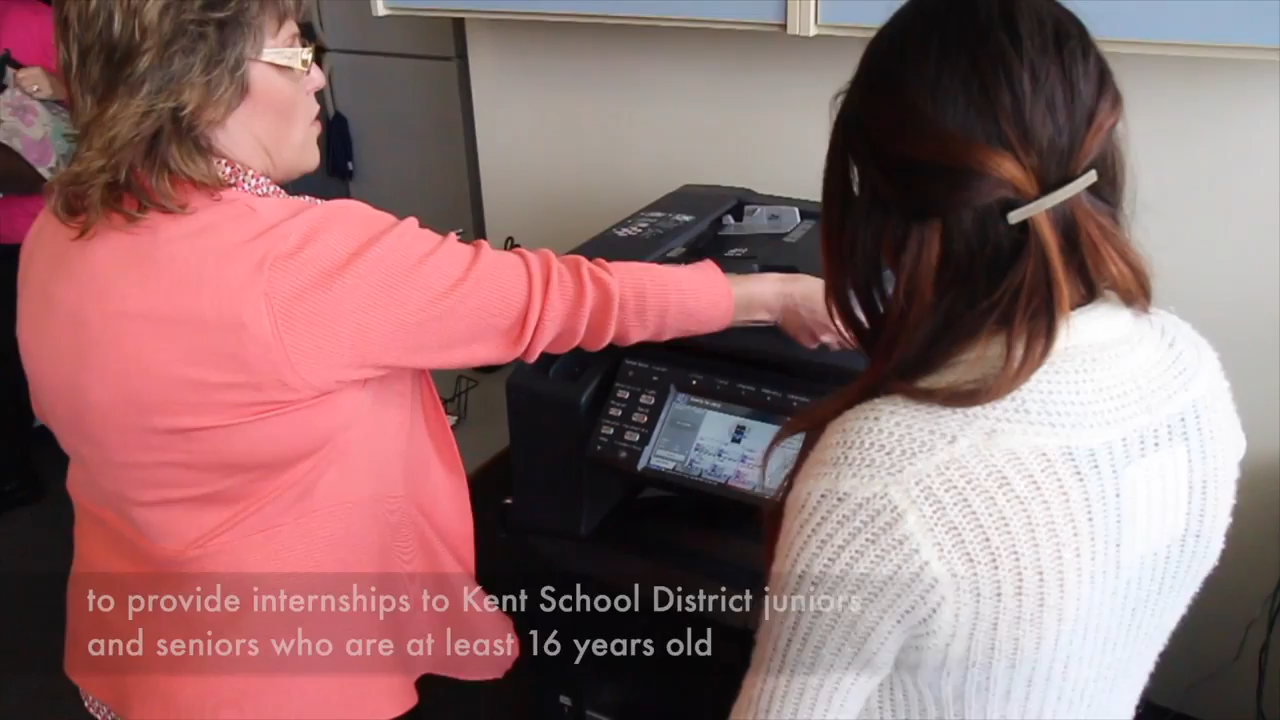 to provide internships to Kent School District juniors
and seniors who are at least 16 years old